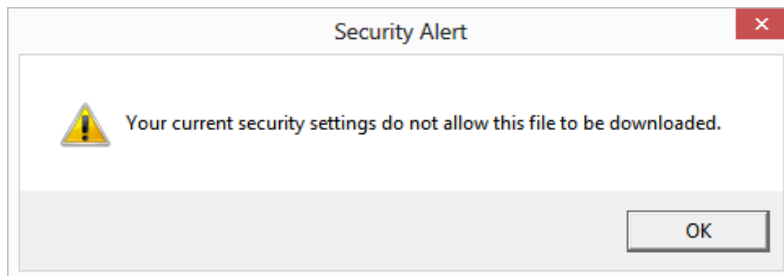 Security Alert
Your current security settings do not allow this file to be downloaded.
OK